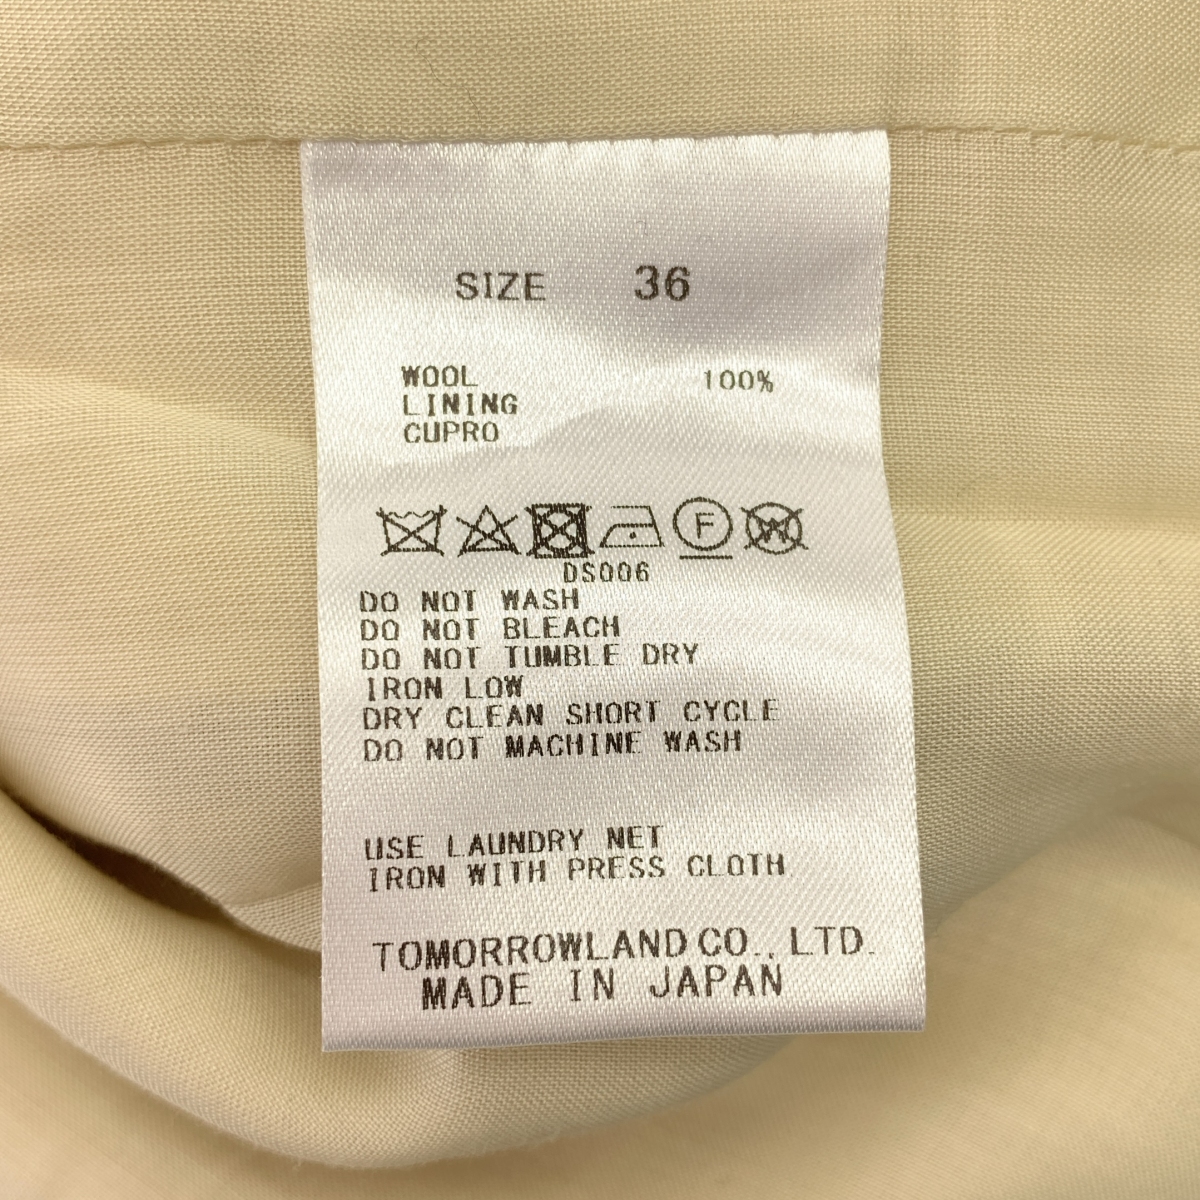 SIZE 36
WOOL 100%
LINING
CUPRO
F W
DS006
DO NOT WASH
DO NOT BLEACH
DO NOT TUMBLE DRY
IRON LOW
DRY CLEAN SHORT CYCLE
DO NOT MACHINE WASH
USE LAUNDRY NET
IRON WITH PRESS CLOTH
TOMORROWLAND CO., LTD.
MADE IN JAPAN